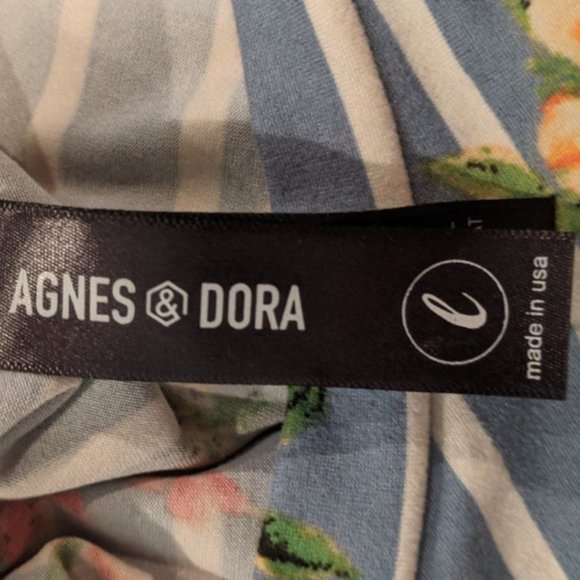 AGNES & DORA
l
made in usa